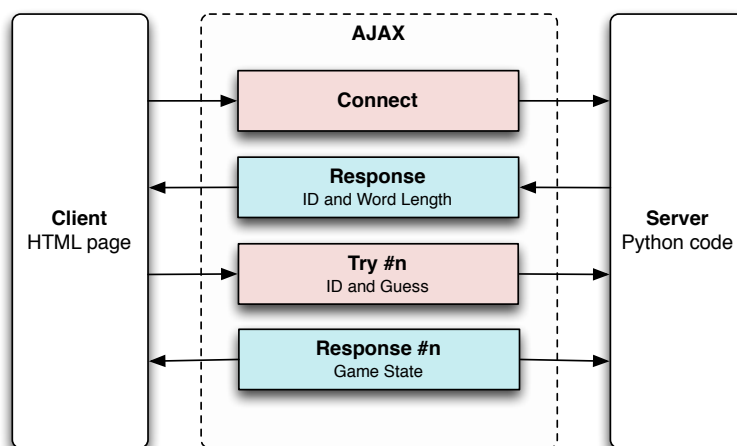 AJAX
Connect
Response
ID and Word Length
Client
HTML page
Server
Python code
Try #n
ID and Guess
Response #n
Game State